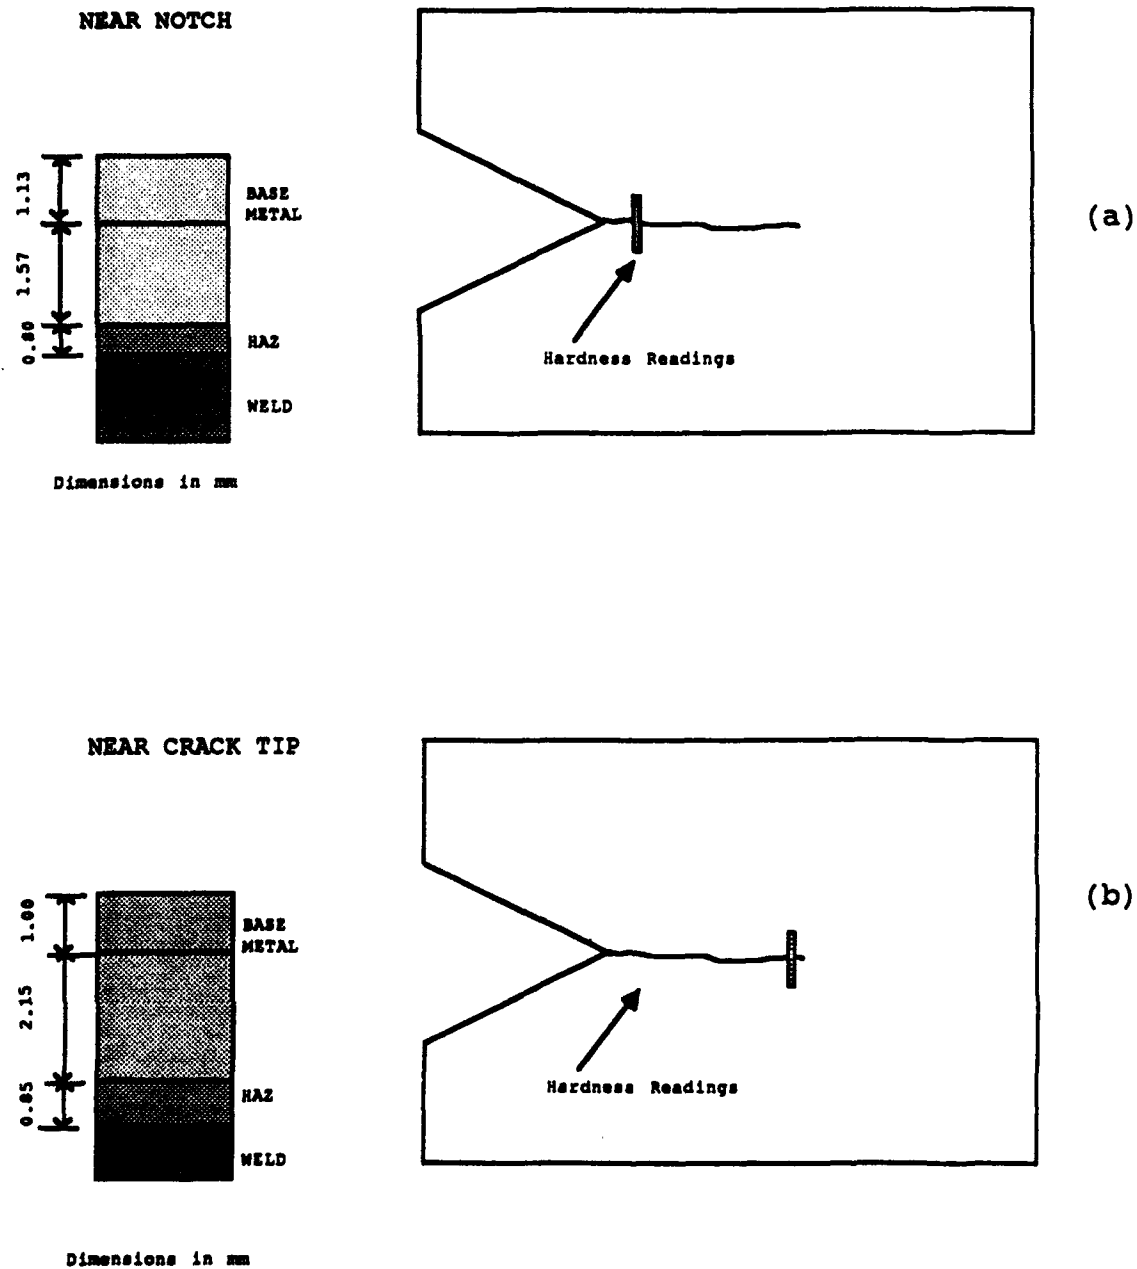 NEAR NOTCH
1.13
1.57
0.80
BASE
METAL
HAZ
WELD
Dimensions in mm
Hardness Readings
(a)
NEAR CRACK TIP
1.00
2.15
0.85
BASE
METAL
HAZ
WELD
Dimensions in mm
Hardness Readings
(b)